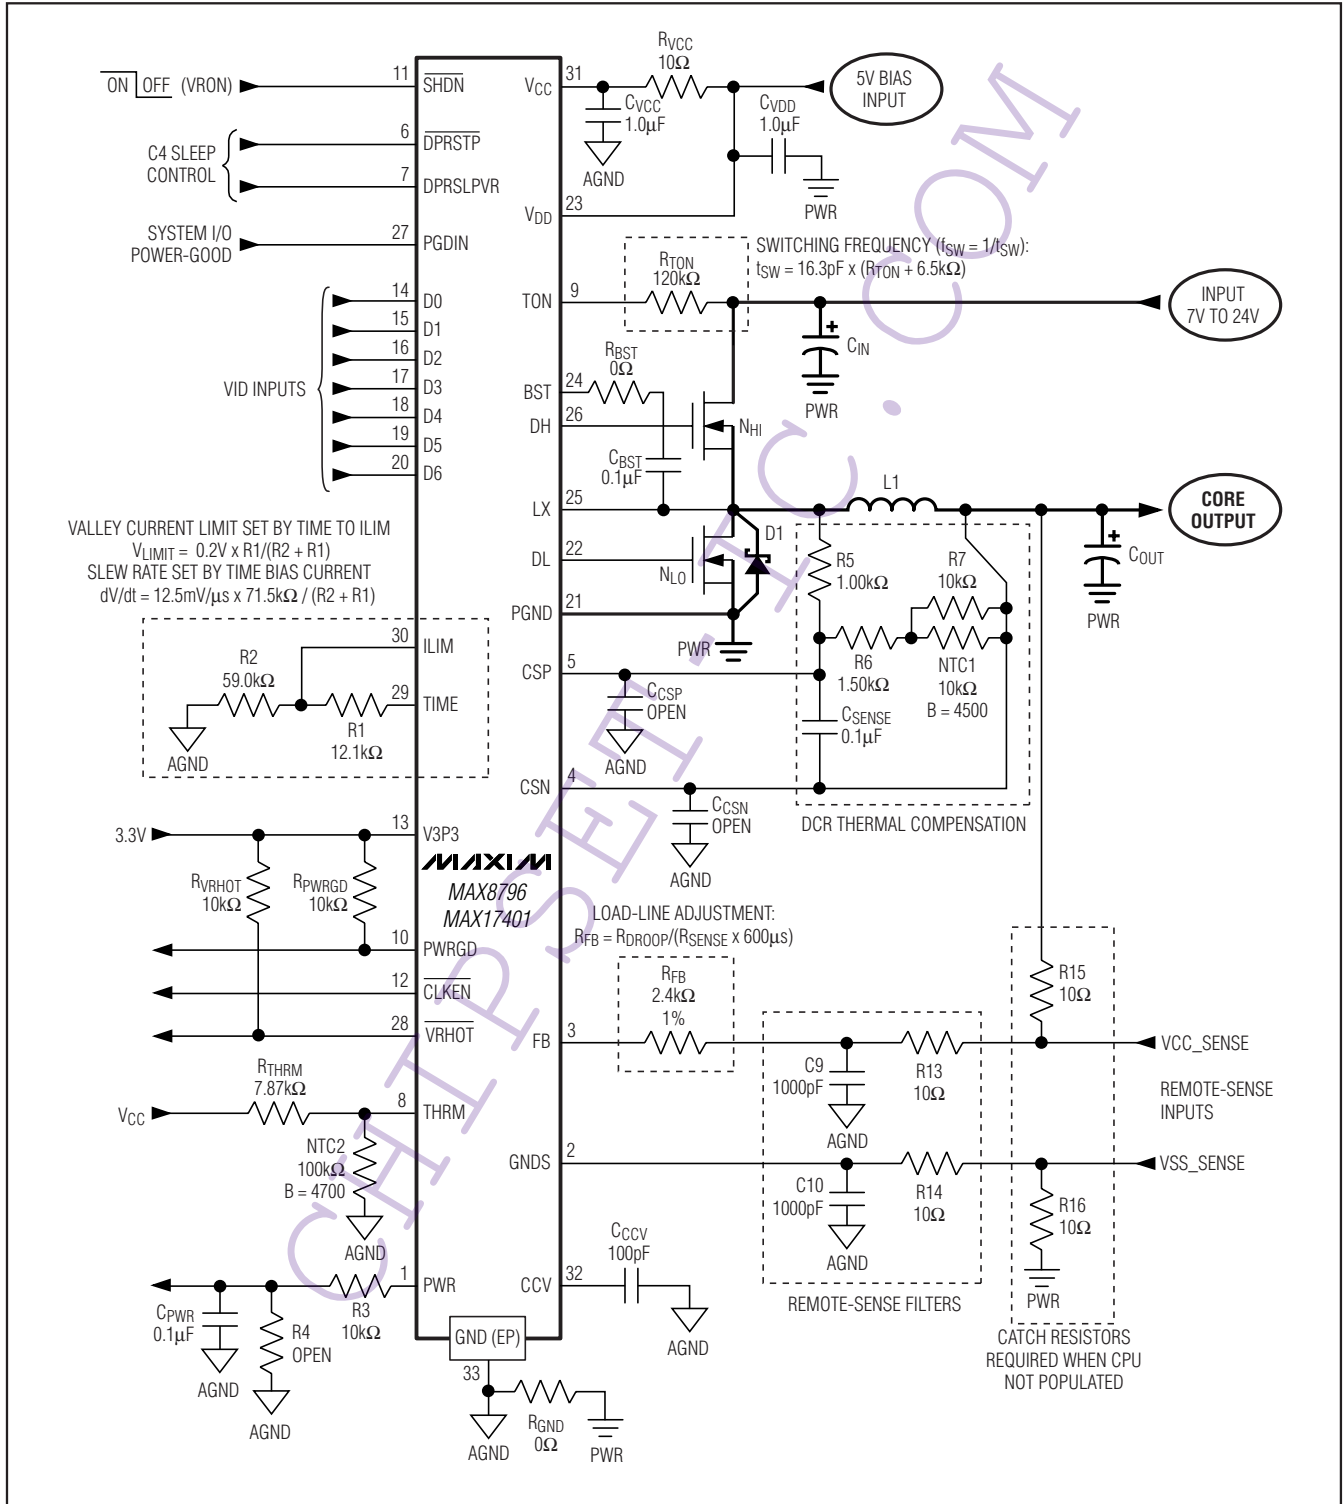 RVCC
10Ω
ON OFF (VRON)
11
SHDN
VCC
31
5V BIAS
INPUT
CVCC
1.0μF
CVDD
1.0μF
C4 SLEEP
CONTROL
6
DPRSTP
7
DPRSLPVR
AGND
PWR
VDD
23
SYSTEM I/O
POWER-GOOD
27
PGDIN
SWITCHING FREQUENCY (fSW = 1/tSW):
tSW = 16.3pF x (RTON + 6.5kΩ)
RTON
120kΩ
TON
9
INPUT
7V TO 24V
VID INPUTS
14
D0
15
D1
16
D2
17
D3
18
D4
19
D5
20
D6
CIN
PWR
RBST
0Ω
BST
24
DH
26
NHI
CBST
0.1μF
LX
25
L1
CORE
OUTPUT
VALLEY CURRENT LIMIT SET BY TIME TO ILIM
VLIMIT = 0.2V x R1/(R2 + R1)
SLEW RATE SET BY TIME BIAS CURRENT
dV/dt = 12.5mV/μs x 71.5kΩ / (R2 + R1)
DL
22
NLO
D1
R5
1.00kΩ
R7
10kΩ
COUT
PWR
PGND
21
PWR
30
ILIM
R2
59.0kΩ
29
TIME
R1
12.1kΩ
AGND
CSP
5
R6
1.50kΩ
NTC1
10kΩ
B = 4500
CCSP
OPEN
AGND
CSENSE
0.1μF
CSN
4
CCSN
OPEN
AGND
DCR THERMAL COMPENSATION
3.3V
13
V3P3
MAXIM
MAX8796
MAX17401
RVRHOT
10kΩ
RPWRGD
10kΩ
10
PWRGD
12
CLKEN
28
VRHOT
LOAD-LINE ADJUSTMENT:
RFB = RDROOP/(RSENSE x 600μs)
RFB
2.4kΩ
1%
FB
3
R15
10Ω
VCC_SENSE
C9
1000pF
R13
10Ω
AGND
REMOTE-SENSE
INPUTS
RTHRM
7.87kΩ
VCC
8
THRM
NTC2
100kΩ
B = 4700
AGND
GNDS
2
VSS_SENSE
C10
1000pF
R14
10Ω
AGND
R16
10Ω
PWR
REMOTE-SENSE FILTERS
CATCH RESISTORS
REQUIRED WHEN CPU
NOT POPULATED
1
PWR
R3
10kΩ
CPWR
0.1μF
R4
OPEN
AGND
AGND
CCV
32
CCCV
100pF
AGND
GND (EP)
33
AGND
RGND
0Ω
PWR
CHIPSET-IC.COM